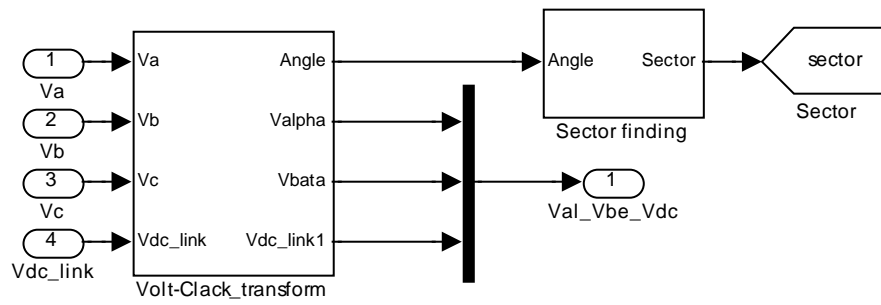 1
Va
2
Vb
3
Vc
4
Vdc_link
Va
Vb
Vc
Vdc_link
Angle
Valpha
Vbata
Vdc_link1
Volt-Clack_transform
Angle
Sector
Sector finding
sector
Sector
1
Val_Vbe_Vdc